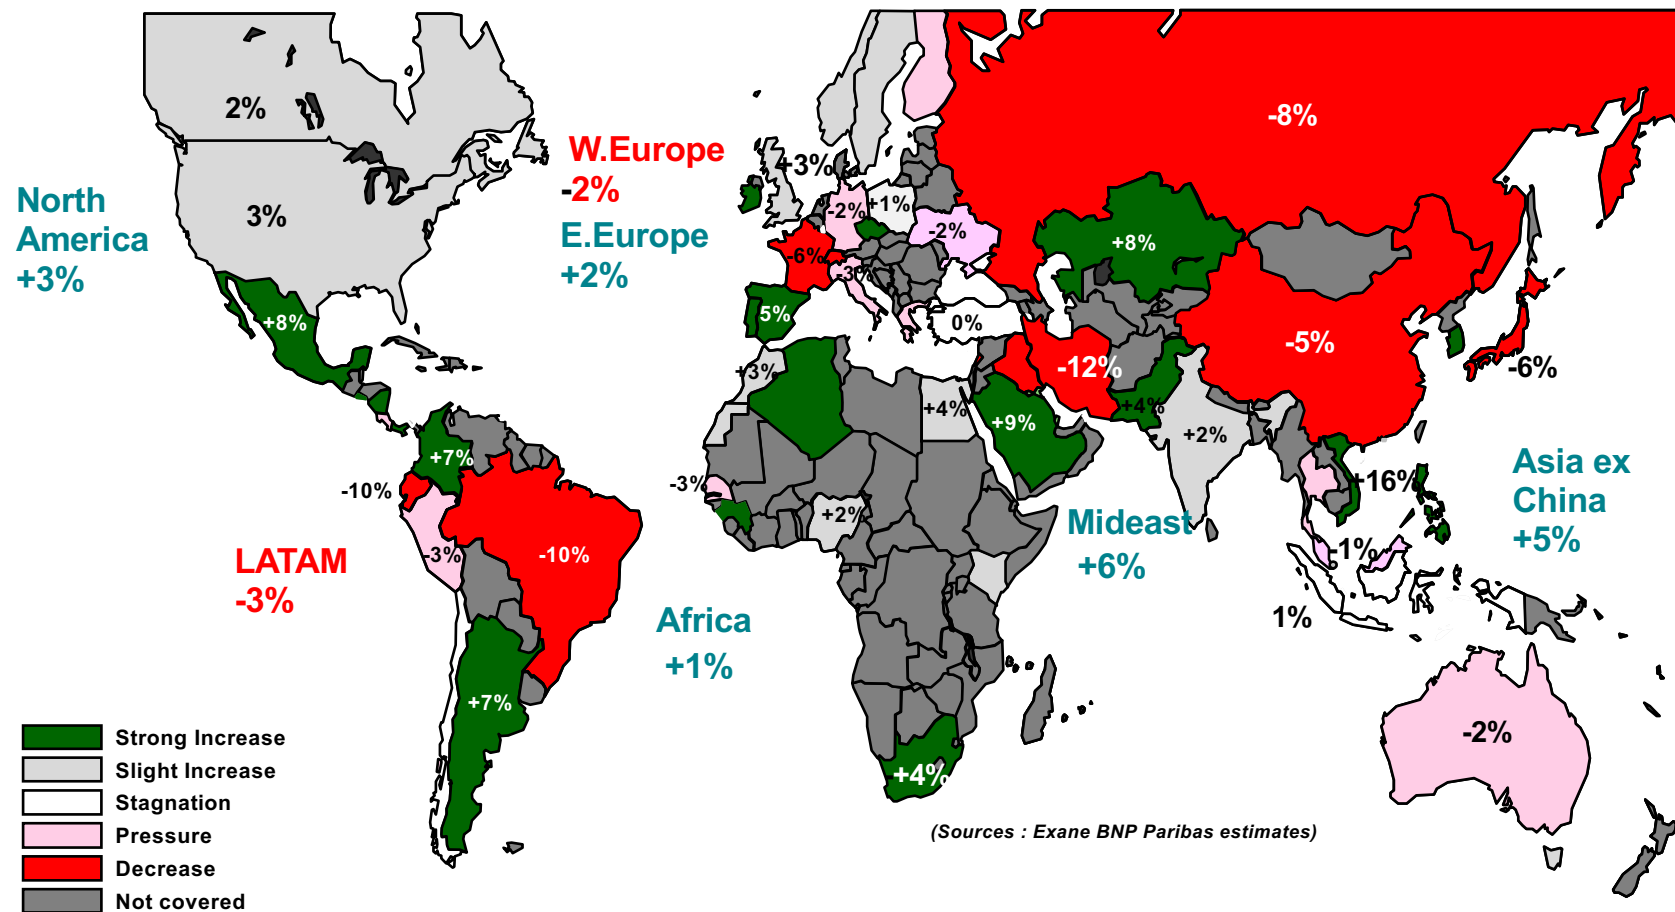 2%
3%
North
America
+3%
W.Europe
-2%
E.Europe
+2%
+3%
-2%
+1%
-2%
-6%
-3%
5%
0%
-8%
+8%
-5%
-6%
-12%
+4%
+2%
+9%
+3%
+4%
-3%
+2%
+8%
+7%
-10%
-3%
-10%
+7%
LATAM
-3%
Africa
+1%
+4%
Mideast
+6%
+16%
-1%
1%
Asia ex
China
+5%
-2%
Strong Increase
Slight Increase
Stagnation
Pressure
Decrease
Not covered
(Sources : Exane BNP Paribas estimates)